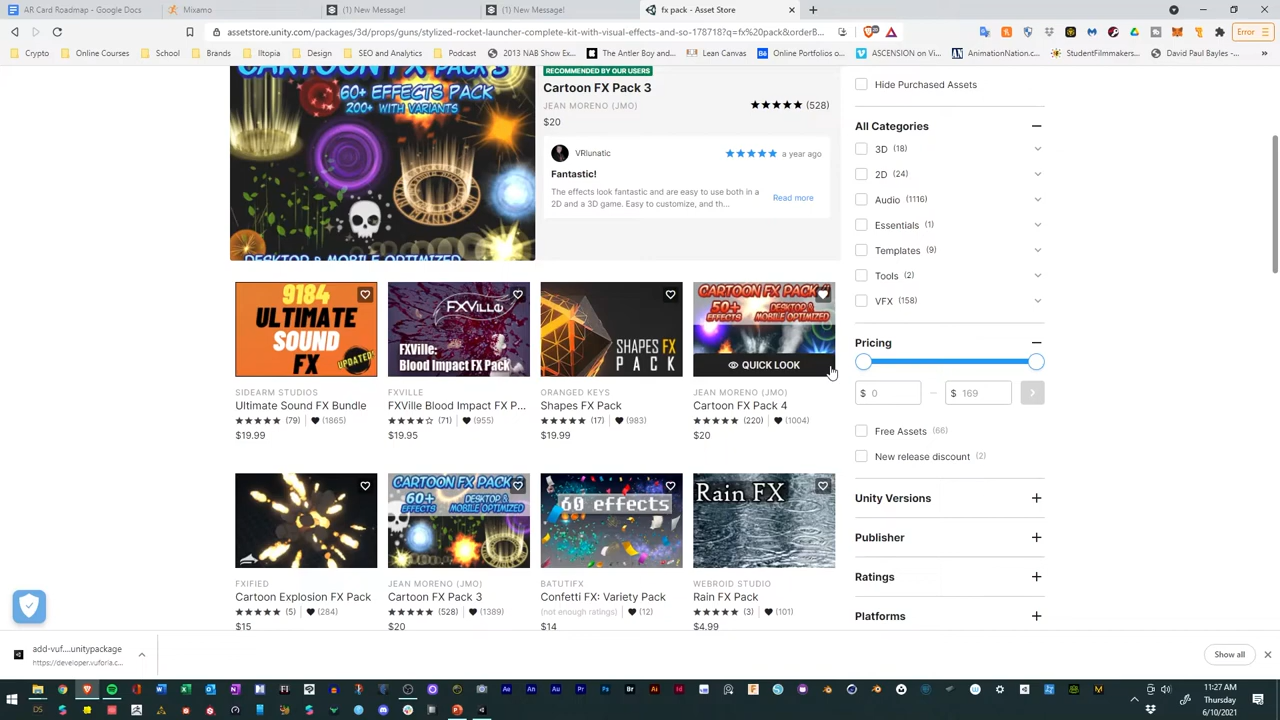 AR Card Roadmap - Google Docs
Mixamo
(1) New Message!
(1) New Message!
fx pack - Asset Store
assetstore.unity.com/packages/3d/props/guns/stylized-rocket-launcher-complete-kit-with-visual-effects-and-so-178718?q=fx%20pack&orderB...
Error
Crypto
Online Courses
School
Brands
Iltopia
Design
Sites
Analytics
Podcast
2013 NAB Show Ex...
The Antler Boy and...
Lean Canvas
Online Portfolios o...
ASCENSION on Vi...
AnimationNation.c...
StudentFilmmakers...
David Paul Bayles...
CARTOON FX PACK 3
60+ EFFECTS PACK
200+ WITH VARIANTS
DESKTOP & MOBILE OPTIMIZED
RECOMMENDED BY OUR USERS
Cartoon FX Pack 3
JEAN MORENO (JMO)
(528)
$20
VRlunatic
a year ago
Fantastic!
The effects look fantastic and are easy to use both in a
2D and a 3D game. Easy to customize, and th...
Read more
9184
ULTIMATE
SOUND
FX
UPDATED!
SIDEARM STUDIOS
Ultimate Sound FX Bundle
(79)
(1865)
$19.99
FXVILLE
FXVille:
Blood Impact FX Pack
FXVILLE
FXVille Blood Impact FX P...
(71)
(955)
$19.95
SHAPES FX
PACK
ORANGED KEYS
Shapes FX Pack
(17)
(983)
$19.99
CARTOON FX PACK 4
50+
EFFECTS
DESKTOP &
MOBILE OPTIMIZED
QUICK LOOK
JEAN MORENO (JMO)
Cartoon FX Pack 4
(220)
(1004)
$20
FXIFIED
Cartoon Explosion FX Pack
(5)
(284)
$15
CARTOON FX PACK 3
60+
EFFECTS
DESKTOP &
MOBILE OPTIMIZED
JEAN MORENO (JMO)
Cartoon FX Pack 3
(528)
(1389)
$20
60 effects
BATUTIFX
Confetti FX: Variety Pack
(not enough ratings)
(12)
$14
Rain FX
WEBROID STUDIO
Rain FX Pack
(3)
(101)
$4.99
Hide Purchased Assets
All Categories
3D (18)
2D (24)
Audio (1116)
Essentials (1)
Templates (9)
Tools (2)
VFX (158)
Pricing
$ 0
$ 169
Free Assets (66)
New release discount (2)
Unity Versions
Publisher
Ratings
Platforms
add-vuf....unitypackage
https://developer.vuforia.c...
Show all
11:27 AM
Thursday
6/10/2021